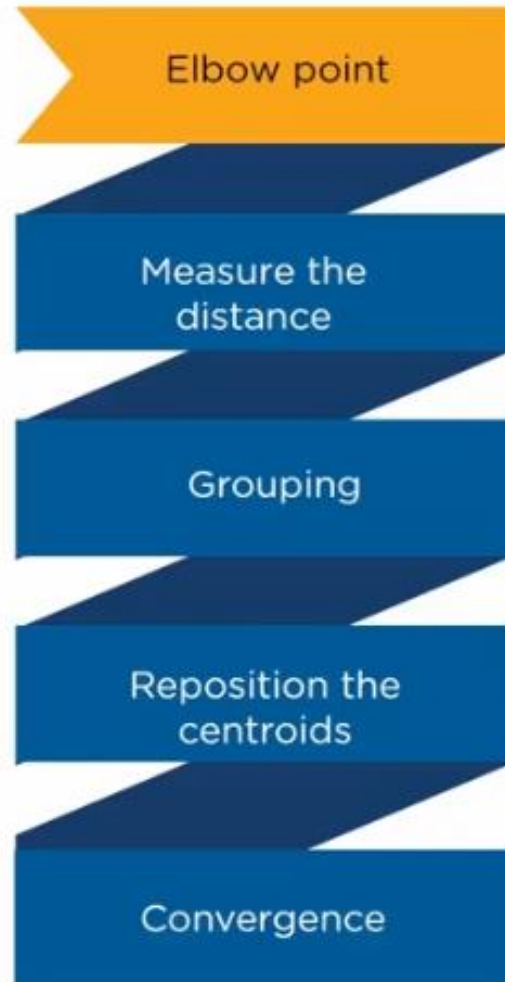 Elbow point
Measure the
distance
Grouping
Reposition the
centroids
Convergence